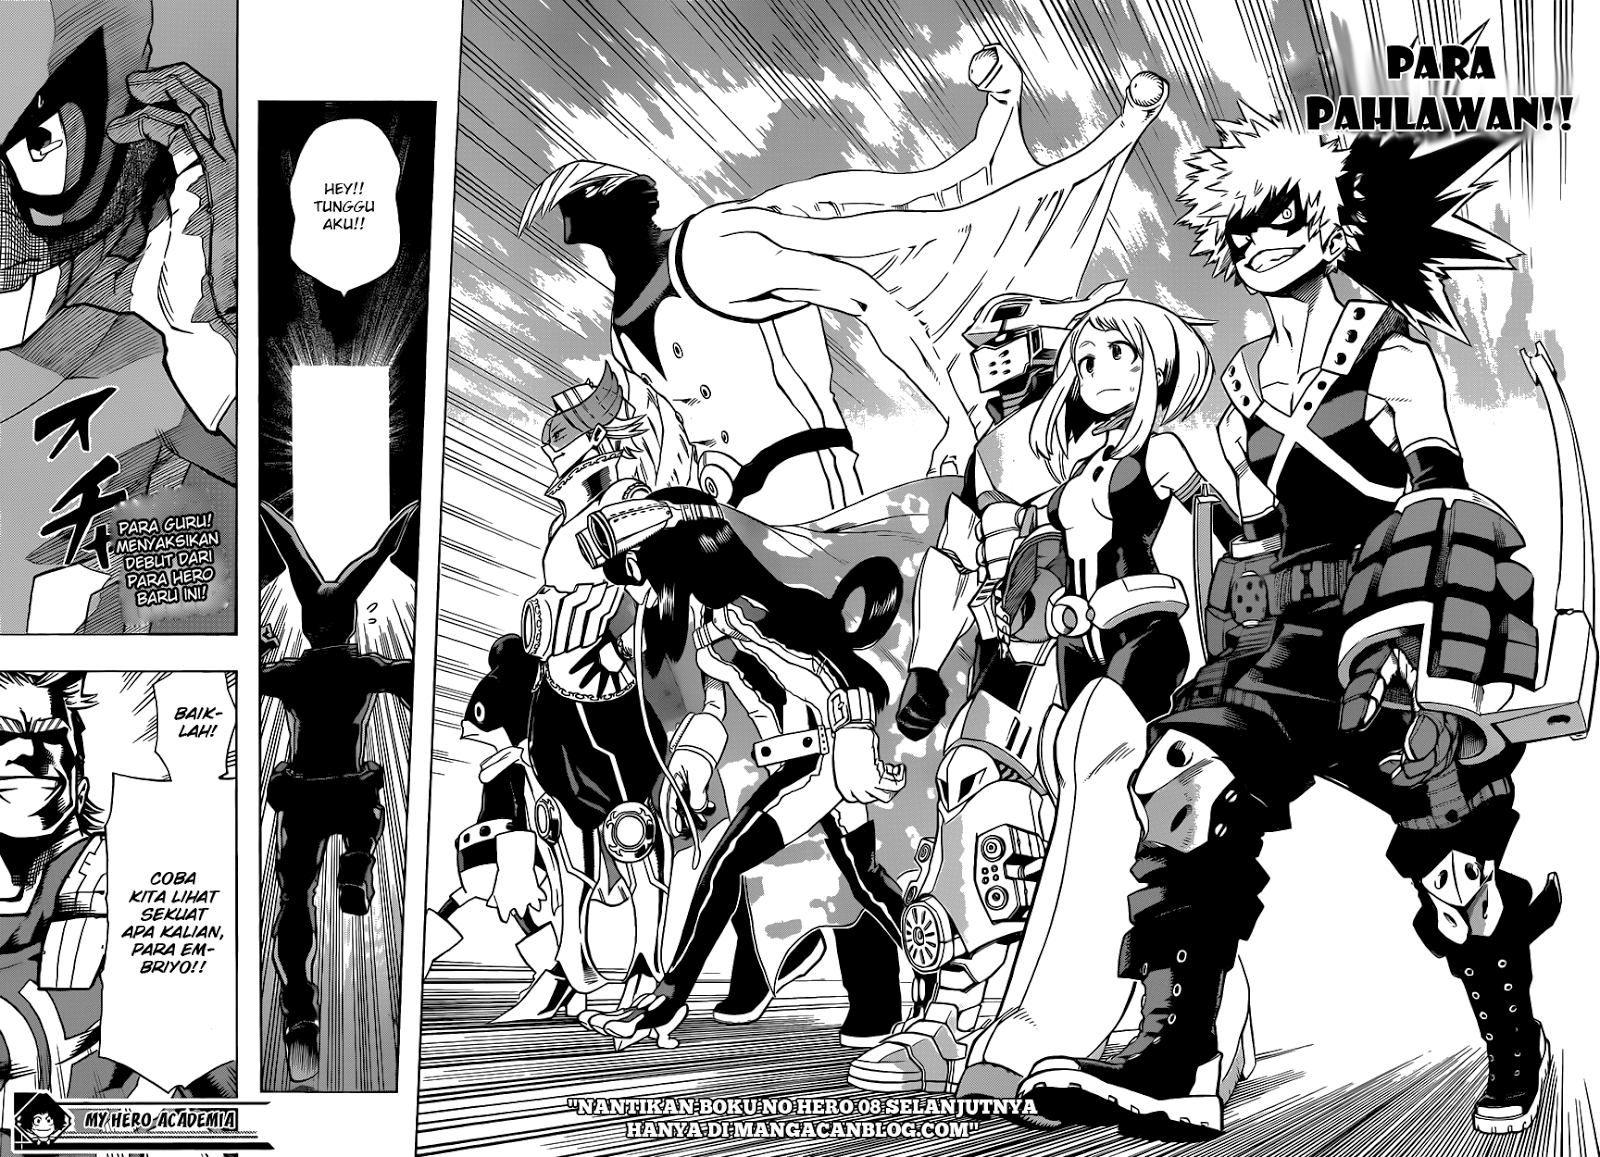 PARA
PAHLAWAN!!
HEY!!
TUNGGU
AKU!!
チャ
PARA GURU!
MENYAKSIKAN
DEBUT DARI
PARA HERO
BARU INI!
BAIK-
LAH!
COBA
KITA LIHAT
SEKUAT
APA KALIAN,
PARA EM-
BRIYO!!
MY HERO ACADEMIA
"NANTIKAN BOKU NO HERO 08 SELANJUTNYA
HANYA DI MANGACANBLOG.COM"